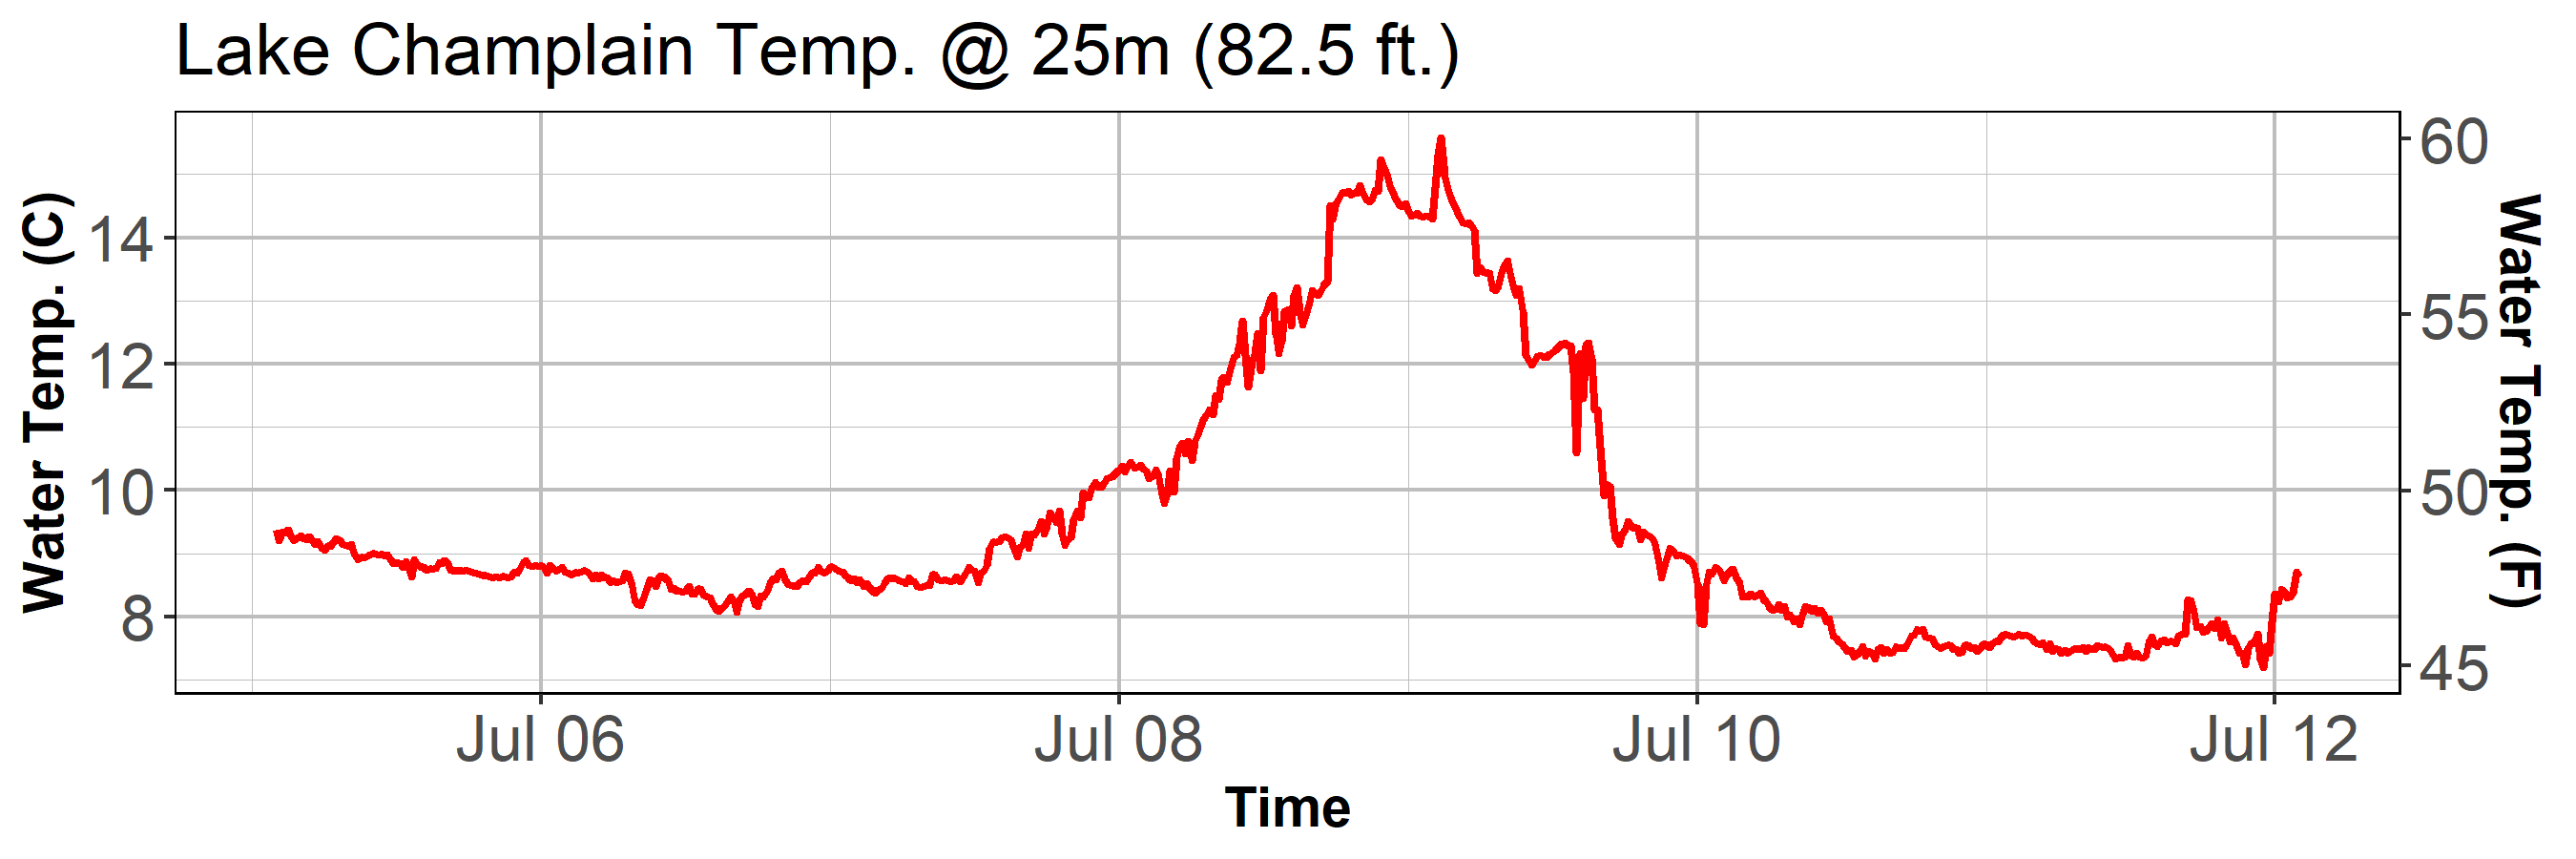 Lake Champlain Temp. @ 25m (82.5 ft.)
Water Temp. (C)
14
12
10
8
60
55
50
45
Water Temp. (F)
Jul 06 Jul 08 Jul 10 Jul 12
Time